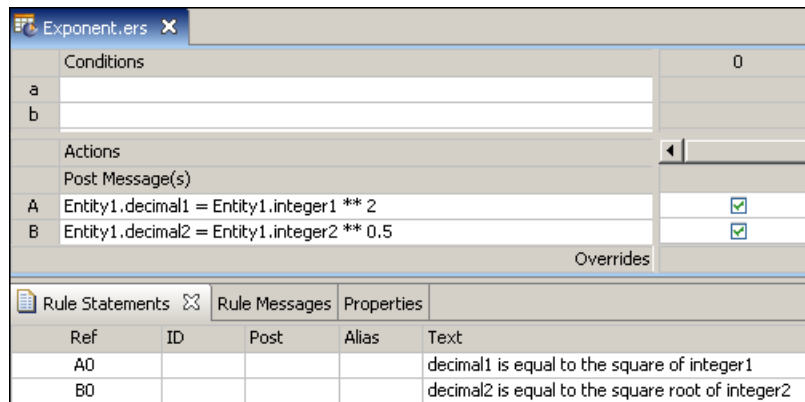 Exponent.ers
Conditions 0
a
b
Actions
Post Message(s)
A Entity1.decimal1 = Entity1.integer1 ** 2
B Entity1.decimal2 = Entity1.integer2 ** 0.5
Overrides
Rule Statements Rule Messages Properties
Ref ID Post Alias Text
A0 decimal1 is equal to the square of integer1
B0 decimal2 is equal to the square root of integer2